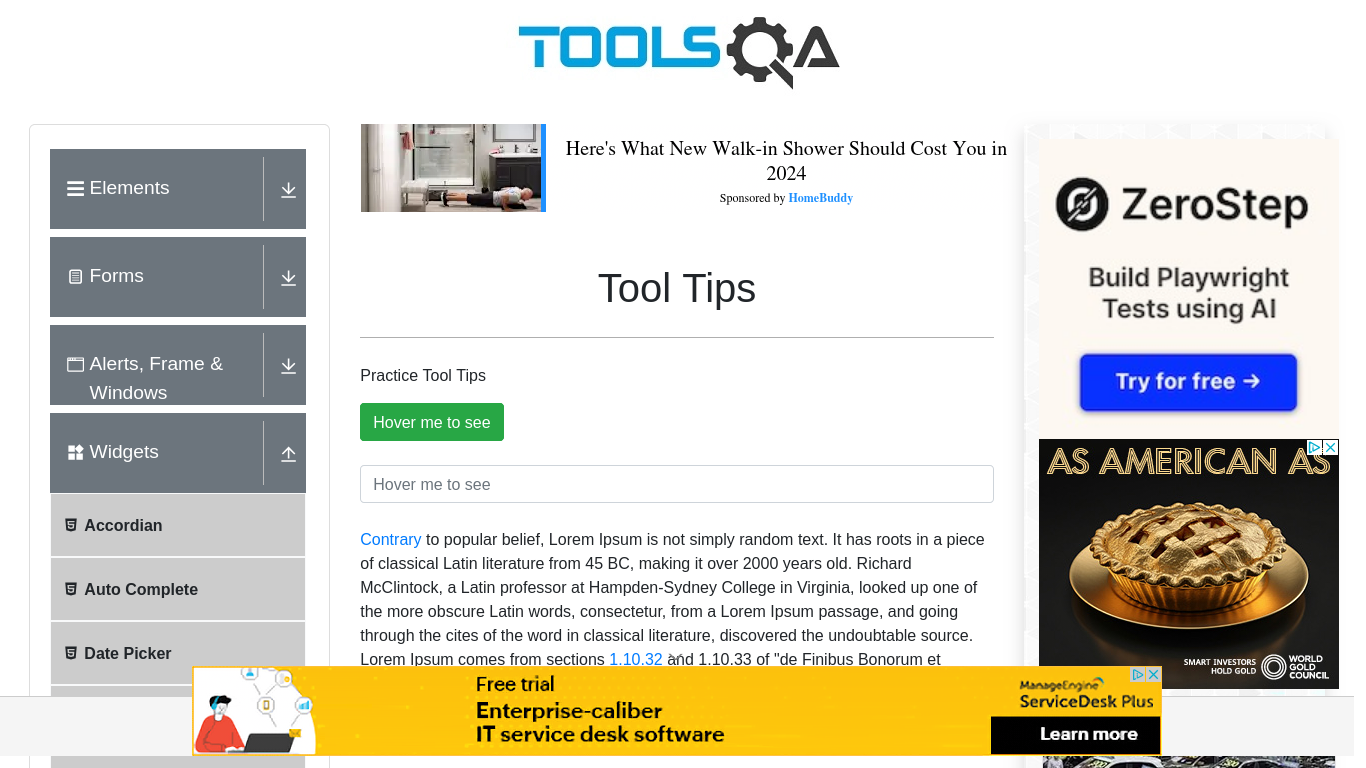 TOOLSQA
Elements
Forms
Alerts, Frame &
Windows
Widgets
Accordian
Auto Complete
Date Picker
Here's What New Walk-in Shower Should Cost You in
2024
Sponsored by HomeBuddy
Tool Tips
Practice Tool Tips
Hover me to see
Hover me to see
Contrary to popular belief, Lorem Ipsum is not simply random text. It has roots in a piece
of classical Latin literature from 45 BC, making it over 2000 years old. Richard
McClintock, a Latin professor at Hampden-Sydney College in Virginia, looked up one of
the more obscure Latin words, consectetur, from a Lorem Ipsum passage, and going
through the cites of the word in classical literature, discovered the undoubtable source.
Lorem Ipsum comes from sections 1.10.32 and 1.10.33 of "de Finibus Bonorum et
ZeroStep
Build Playwright
Tests using AI
Try for free →
AS AMERICAN AS
SMART INVESTORS
HOLD GOLD
WORLD
GOLD
COUNCIL
Free trial
Enterprise-caliber
IT service desk software
ManageEngine
ServiceDesk Plus
Learn more